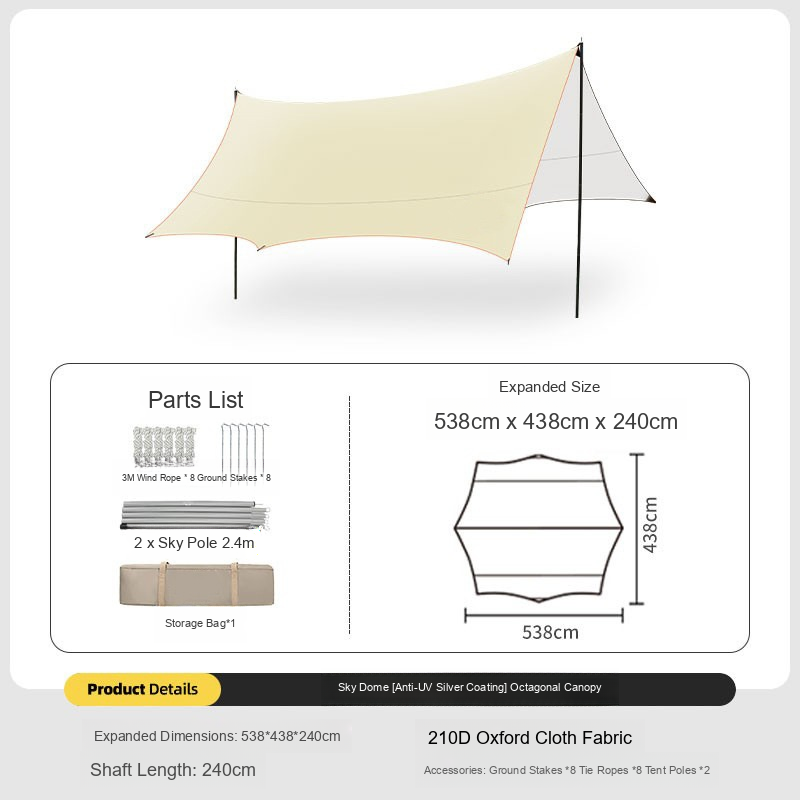 Parts List
3M Wind Rope * 8 Ground Stakes * 8
2 x Sky Pole 2.4m
Storage Bag*1
Expanded Size
538cm x 438cm x 240cm
438cm
538cm
Product Details
Sky Dome [Anti-UV Silver Coating] Octagonal Canopy
Expanded Dimensions: 538*438*240cm
210D Oxford Cloth Fabric
Shaft Length: 240cm
Accessories: Ground Stakes *8 Tie Ropes *8 Tent Poles *2